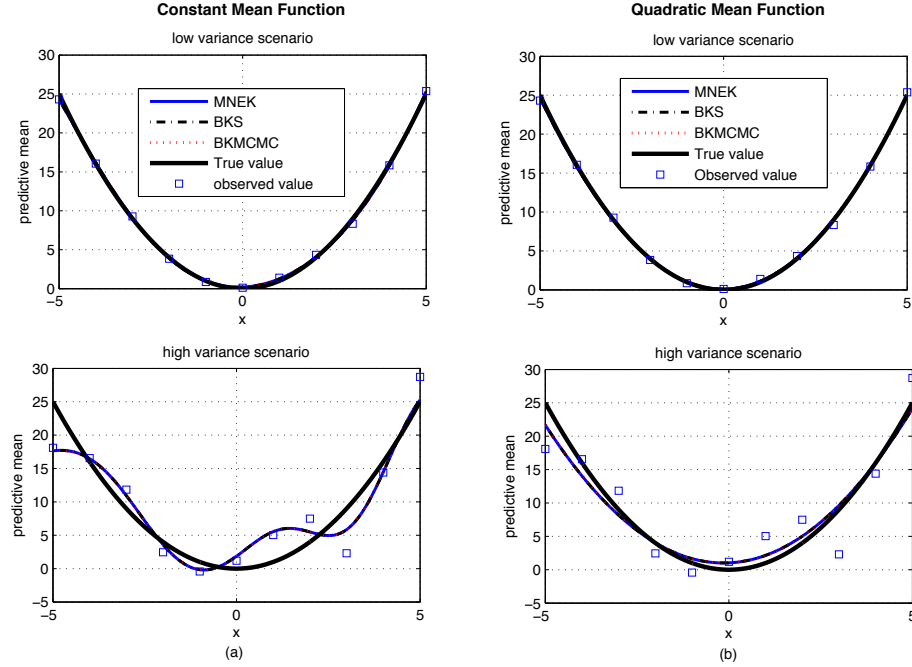 Constant Mean Function
low variance scenario
30
25
20
15
10
5
0
predictive mean
MNEK
BKS
BKMCMC
True value
observed value
−5
0
5
x
high variance scenario
30
25
20
15
10
5
0
−5
predictive mean
−5
0
5
x
(a)
Quadratic Mean Function
low variance scenario
30
25
20
15
10
5
0
predictive mean
MNEK
BKS
BKMCMC
True value
Observed value
−5
0
5
x
high variance scenario
30
25
20
15
10
5
0
−5
predictive mean
−5
0
5
x
(b)